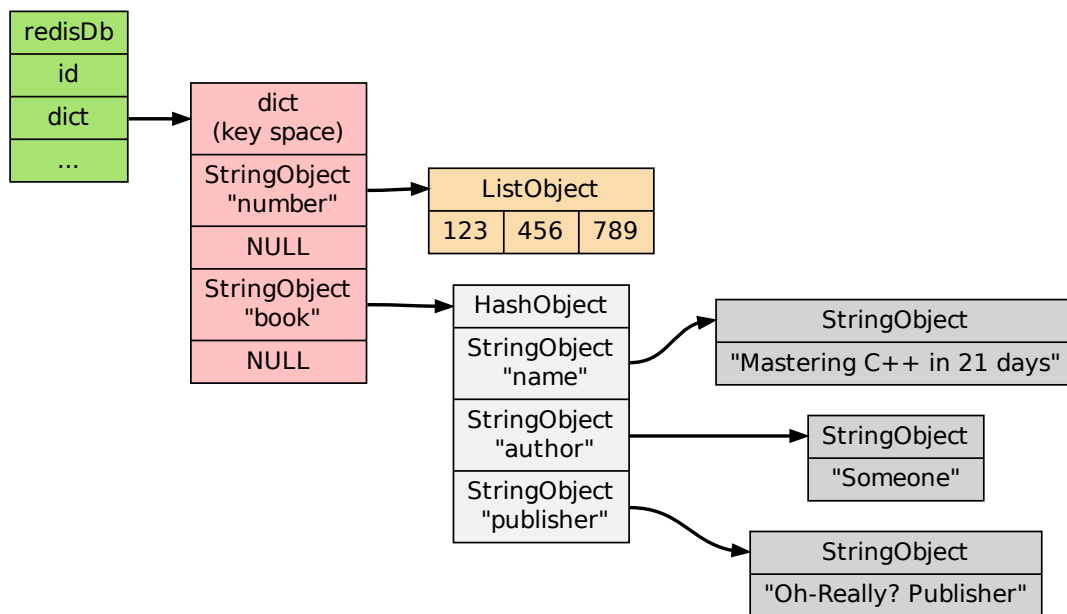 redisDb
id
dict
...
dict
(key space)
StringObject
"number"
NULL
StringObject
"book"
NULL
ListObject
123
456
789
HashObject
StringObject
"name"
StringObject
"author"
StringObject
"publisher"
StringObject
"Mastering C++ in 21 days"
StringObject
"Someone"
StringObject
"Oh-Really? Publisher"